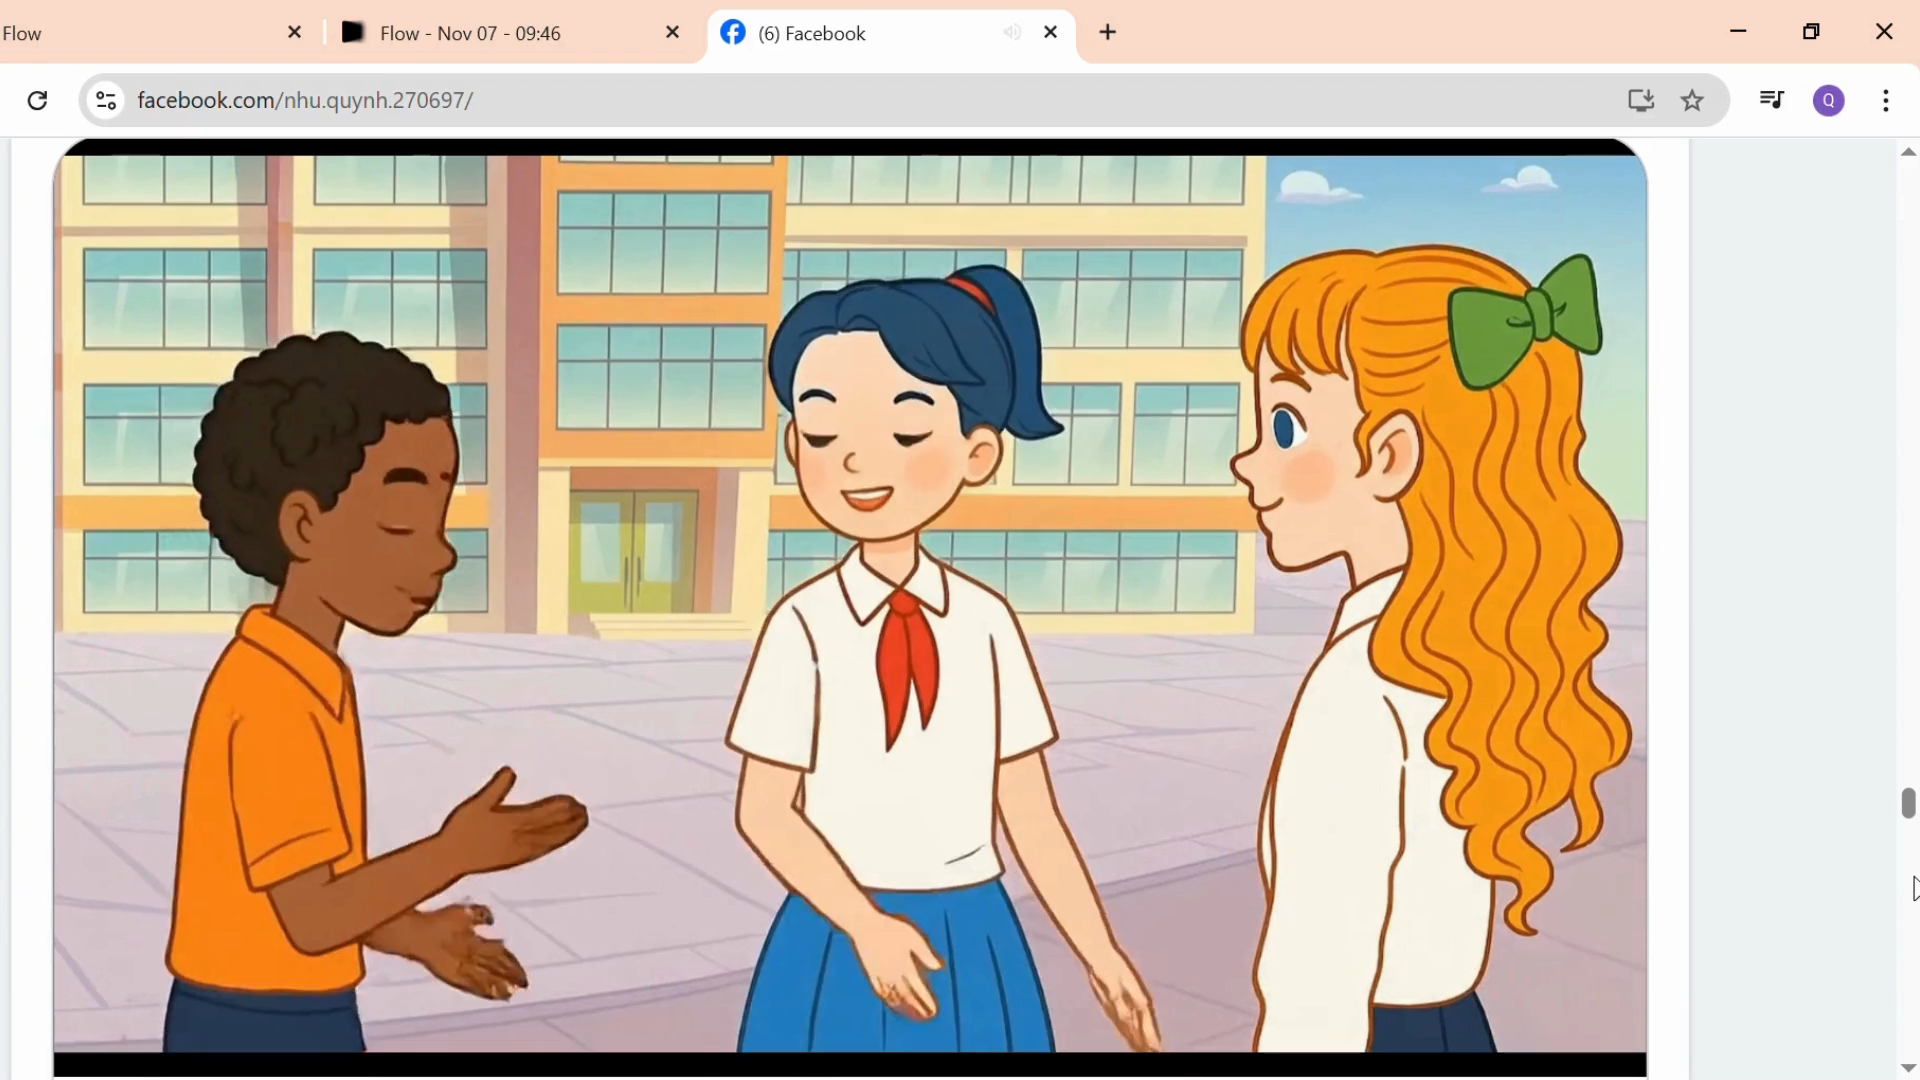 Flow
Flow - Nov 07 - 09:46
(6) Facebook
facebook.com/nhu.quynh.270697/
Q